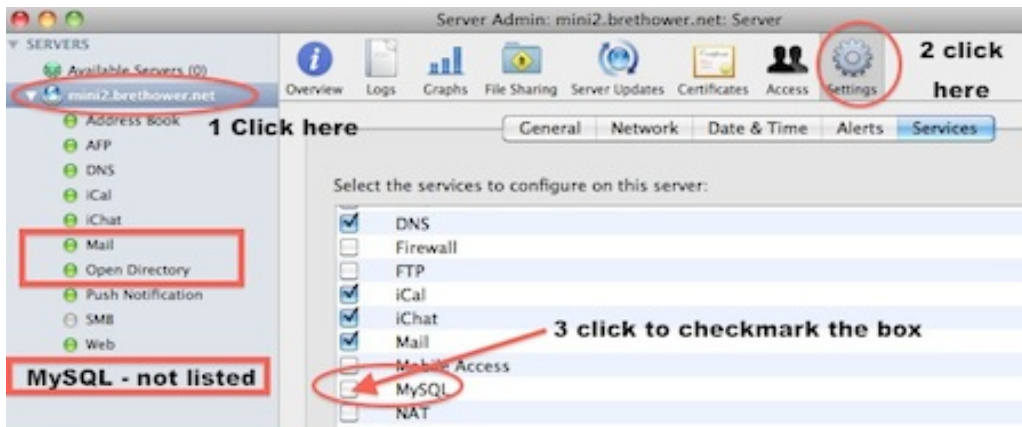 Server Admin: mini2.brethower.net: Server
SERVERS
Available Servers (0)
mini2.brethower.net
Address Book
AFP
DNS
iCal
iChat
Mail
Open Directory
Push Notification
SMB
Web
MySQL - not listed
1 Click here
Overview Logs Graphs File Sharing Server Updates Certificates Access Settings
2 click
here
General Network Date & Time Alerts Services
Select the services to configure on this server:
DNS
Firewall
FTP
iCal
iChat
Mail
Mobile Access
MySQL
NAT
3 click to checkmark the box